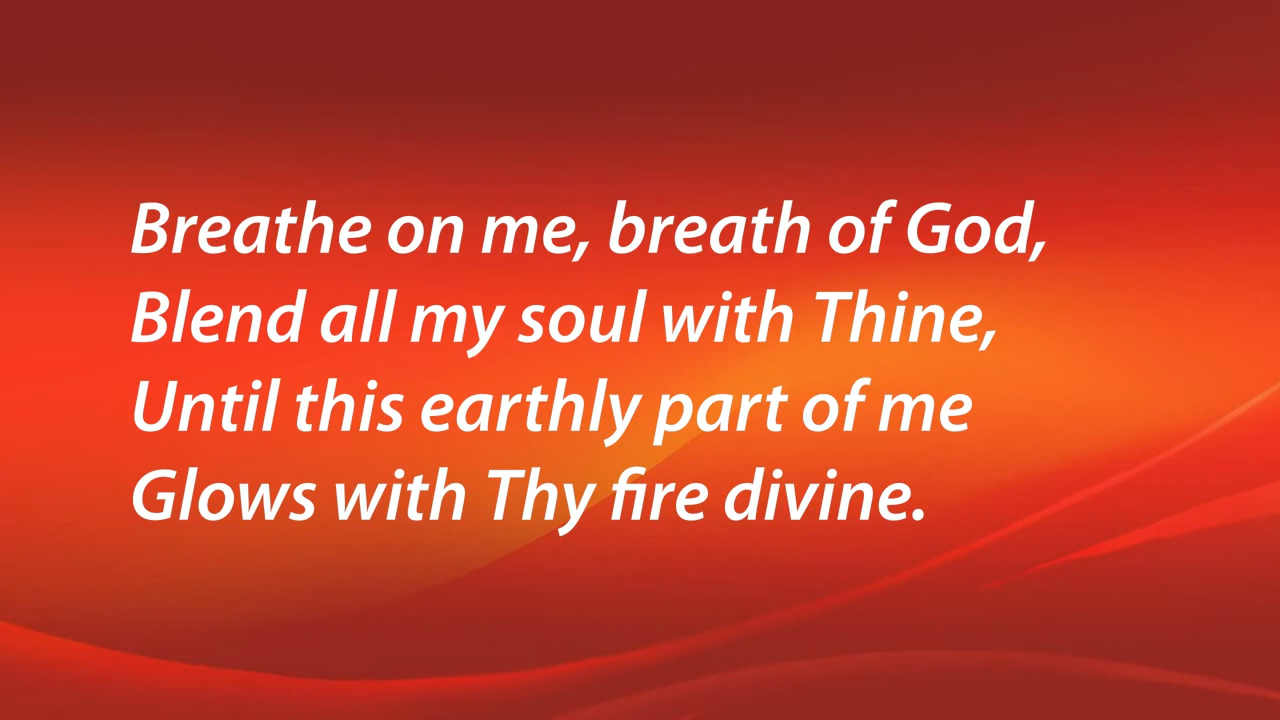 Breathe on me, breath of God,
Blend all my soul with Thine,
Until this earthly part of me
Glows with Thy fire divine.